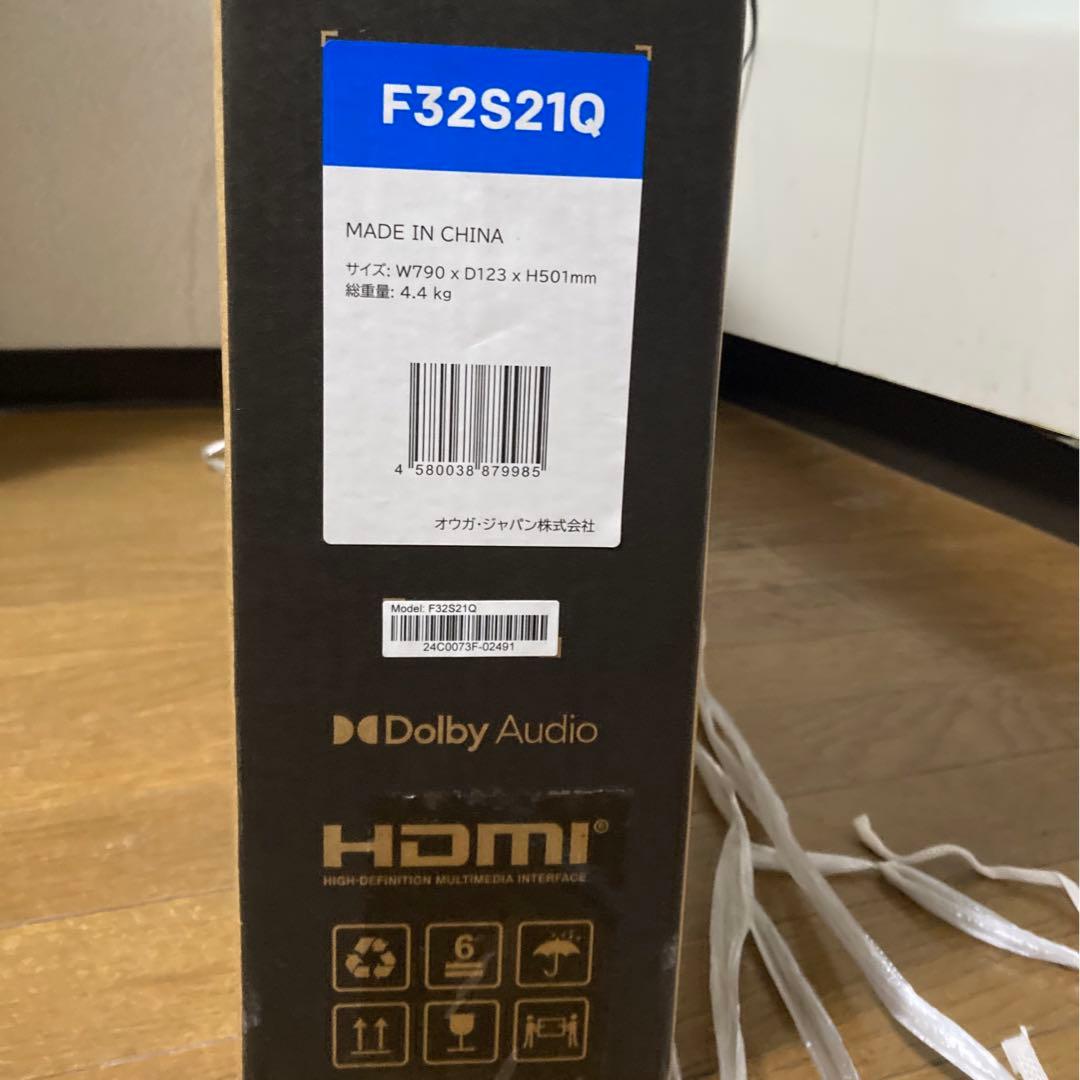 F32S21Q
MADE IN CHINA
サイズ: W790 x D123 x H501mm
総重量: 4.4 kg
4 580038 879985
オウガ・ジャパン株式会社
Model: F32S21Q
24C0073F-02491
Dolby Audio
HDMI®
HIGH-DEFINITION MULTIMEDIA INTERFACE
6